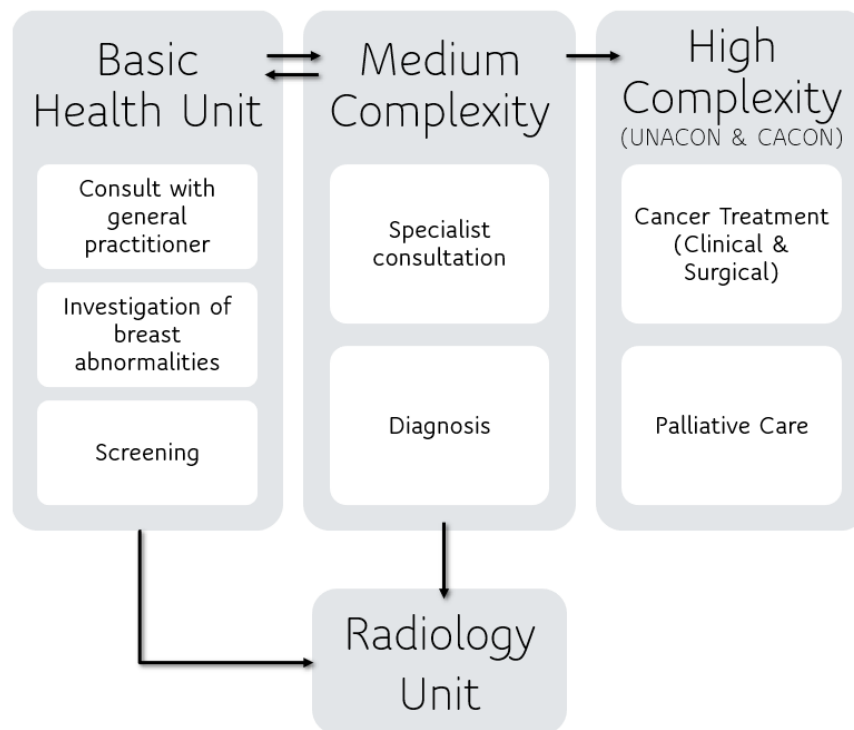 Basic
Health Unit
Consult with
general
practitioner
Investigation of
breast
abnormalities
Screening
Medium
Complexity
Specialist
consultation
Diagnosis
High
Complexity
(UNACON & CACON)
Cancer Treatment
(Clinical &
Surgical)
Palliative Care
Radiology
Unit